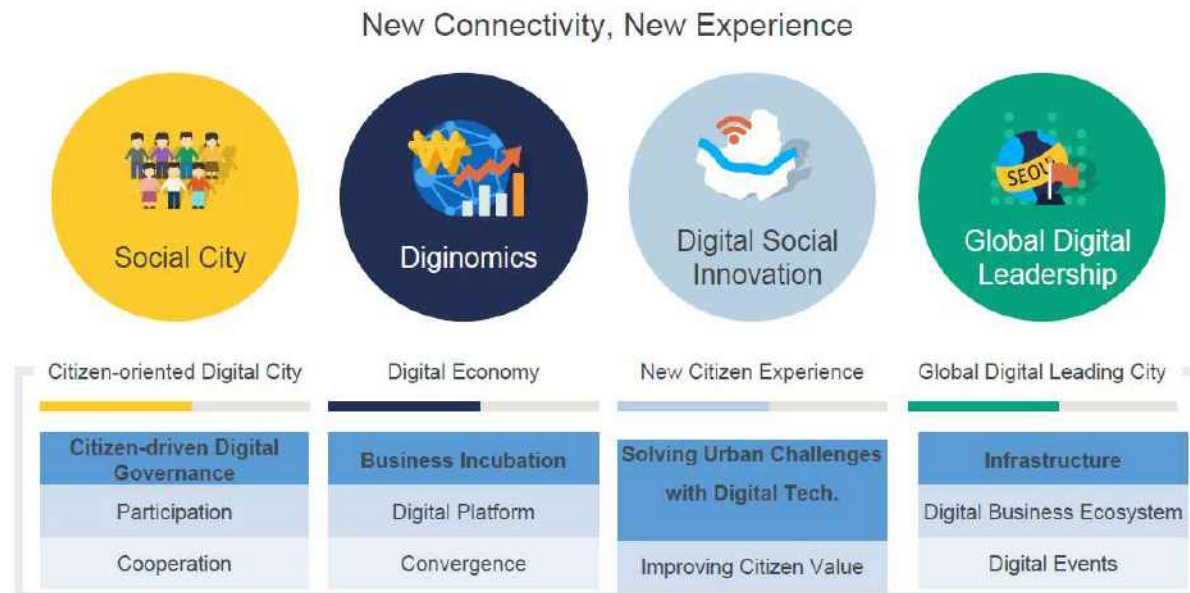 New Connectivity, New Experience
₩
SEOUL
Social City
Diginomics
Digital Social
Innovation
Global Digital
Leadership
Citizen-oriented Digital City
Digital Economy
New Citizen Experience
Global Digital Leading City
Citizen-driven Digital
Governance
Participation
Cooperation
Business Incubation
Digital Platform
Convergence
Solving Urban Challenges
with Digital Tech.
Improving Citizen Value
Infrastructure
Digital Business Ecosystem
Digital Events